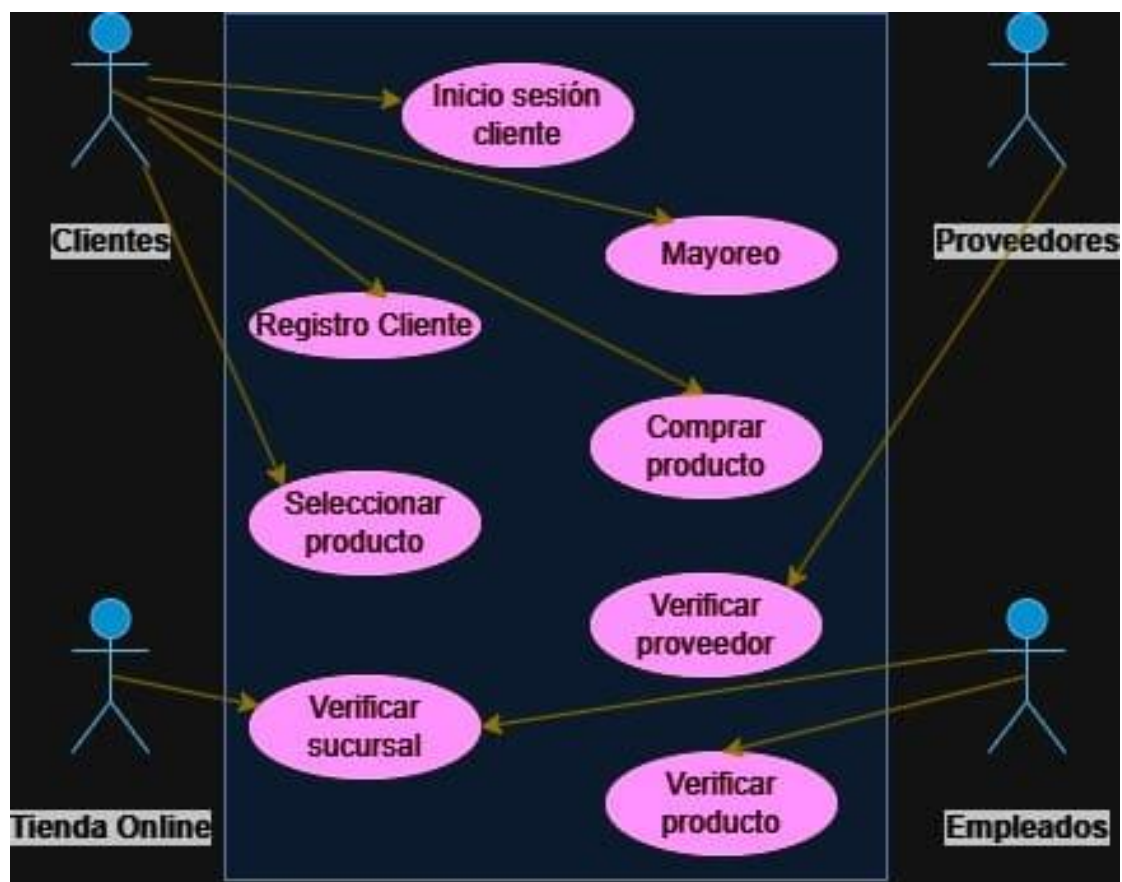 Inicio sesión
cliente
Clientes
Proveedores
Mayoreo
Registro Cliente
Comprar
producto
Seleccionar
producto
Verificar
proveedor
Verificar
sucursal
Verificar
producto
Tienda Online
Empleados